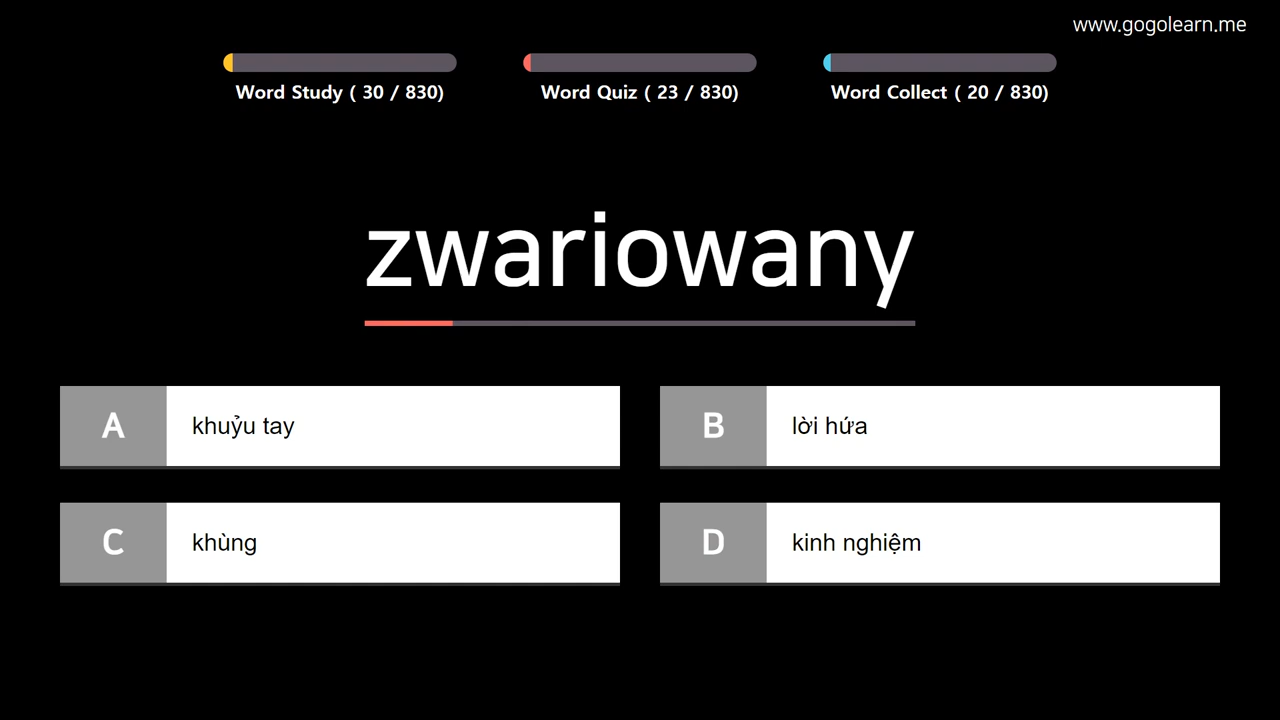 www.gogolearn.me
Word Study ( 30 / 830)
Word Quiz ( 23 / 830)
Word Collect ( 20 / 830)
zwariowany
A khuỷu tay
B lời hứa
C khùng
D kinh nghiệm